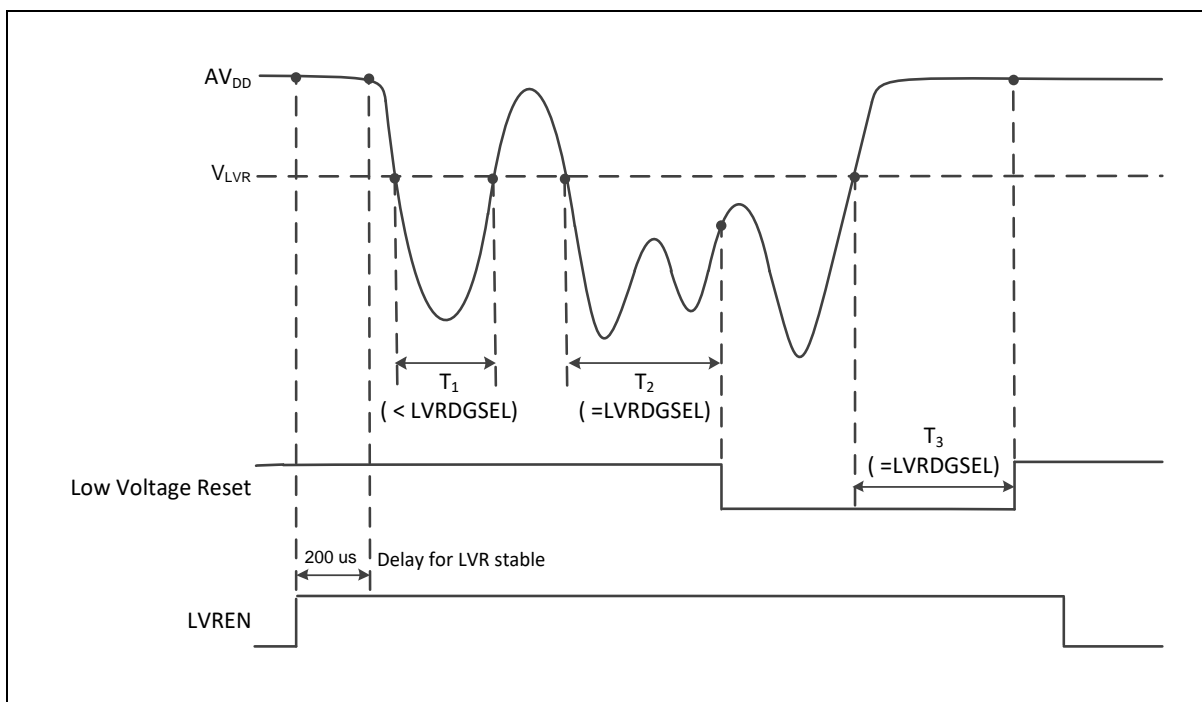 AVDD
VLVR
T1
( < LVRDGSEL)
T2
( =LVRDGSEL)
T3
( =LVRDGSEL)
Low Voltage Reset
200 us
Delay for LVR stable
LVREN